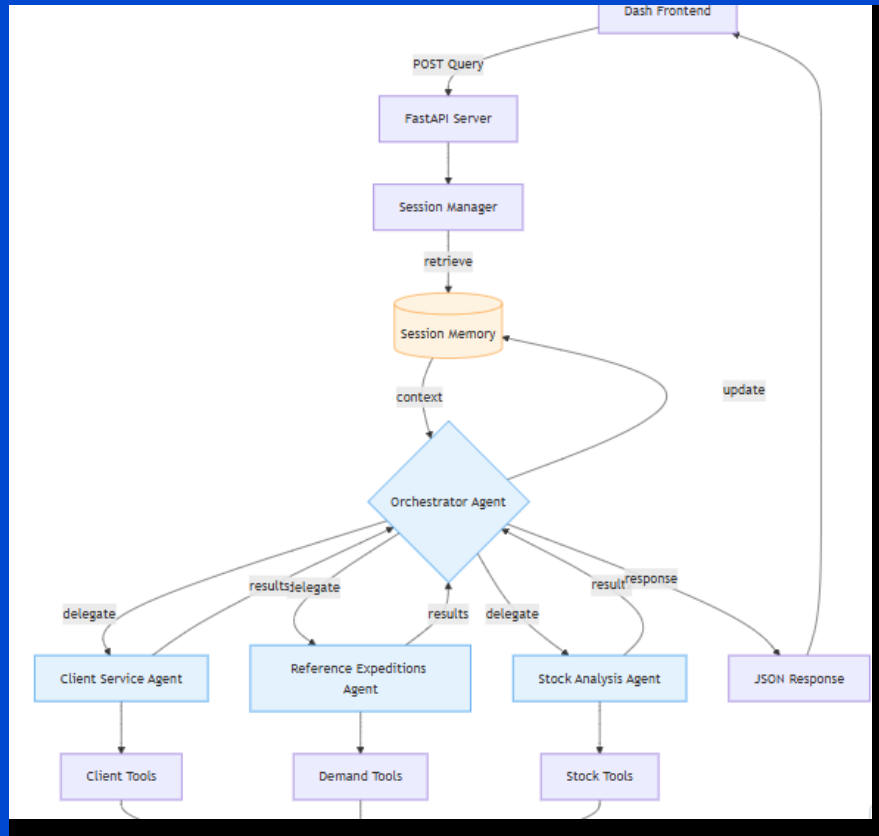 Dash Frontend
POST Query
FastAPI Server
Session Manager
retrieve
Session Memory
context
update
Orchestrator Agent
delegate
results
delegate
results
delegate
result
response
Client Service Agent
Reference Expeditions
Agent
Stock Analysis Agent
JSON Response
Client Tools
Demand Tools
Stock Tools